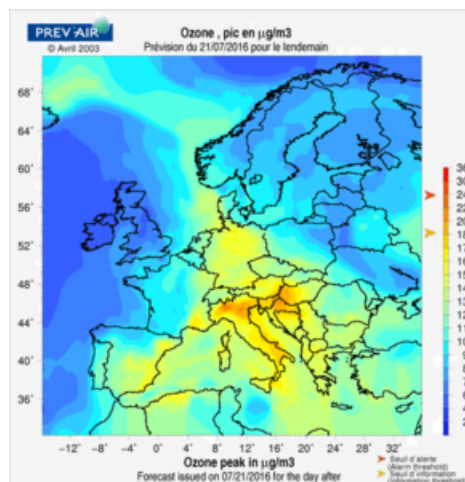 PREV'AIR
© Avril 2003
Ozone , pic en µg/m3
Prévision du 21/07/2016 pour le lendemain
68°
64°
60°
56°
52°
48°
44°
40°
36°
−12° −8° −4° 0° 4° 8° 12° 16° 20° 24° 28° 32°
Ozone peak in µg/m3
Forecast issued on 07/21/2016 for the day after
Seuil d'alerte
(Alarm threshold)
Seuil d'information
(Information threshold)